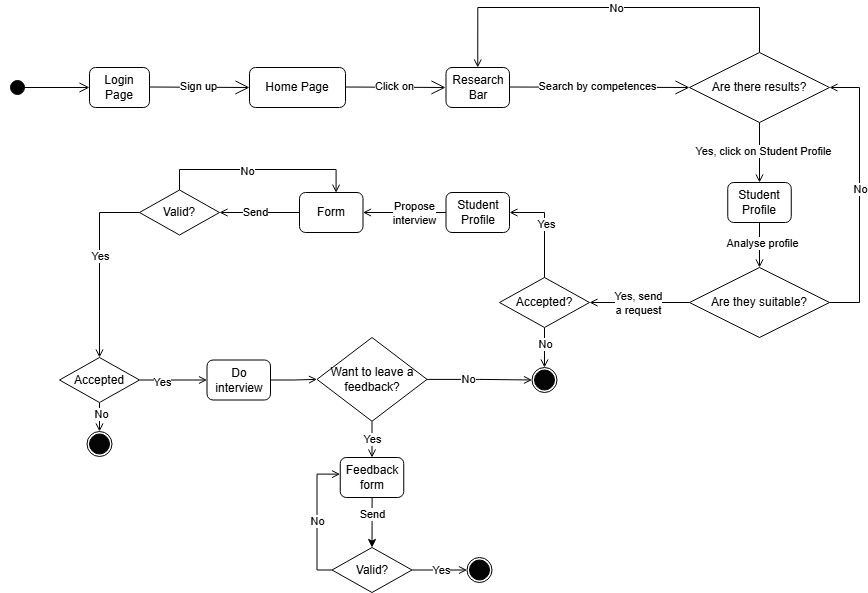 No
Login
Page
Sign up
Home Page
Click on
Research
Bar
Search by competences
Are there results?
Yes, click on Student Profile
No
Student
Profile
Analyse profile
Are they suitable?
Yes, send
a request
Accepted?
Yes
No
Student
Profile
Propose
interview
Form
Send
Valid?
No
Yes
Accepted
No
Yes
Do
interview
Want to leave a
feedback?
No
Yes
Feedback
form
Send
No
Valid?
Yes